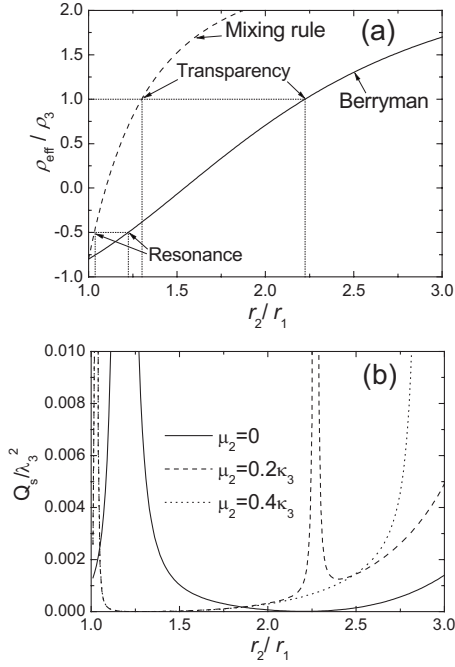 2.0
Mixing rule
(a)
1.5
Transparency
1.0
Berryman
0.5
0.0
-0.5
Resonance
-1.0
ρeff / ρ3
1.0 1.5 2.0 2.5 3.0
r2/ r1
0.010
(b)
0.008
0.006
μ2=0
μ2=0.2κ3
0.004
μ2=0.4κ3
0.002
0.000
Qs/λ3^2
1.0 1.5 2.0 2.5 3.0
r2/ r1